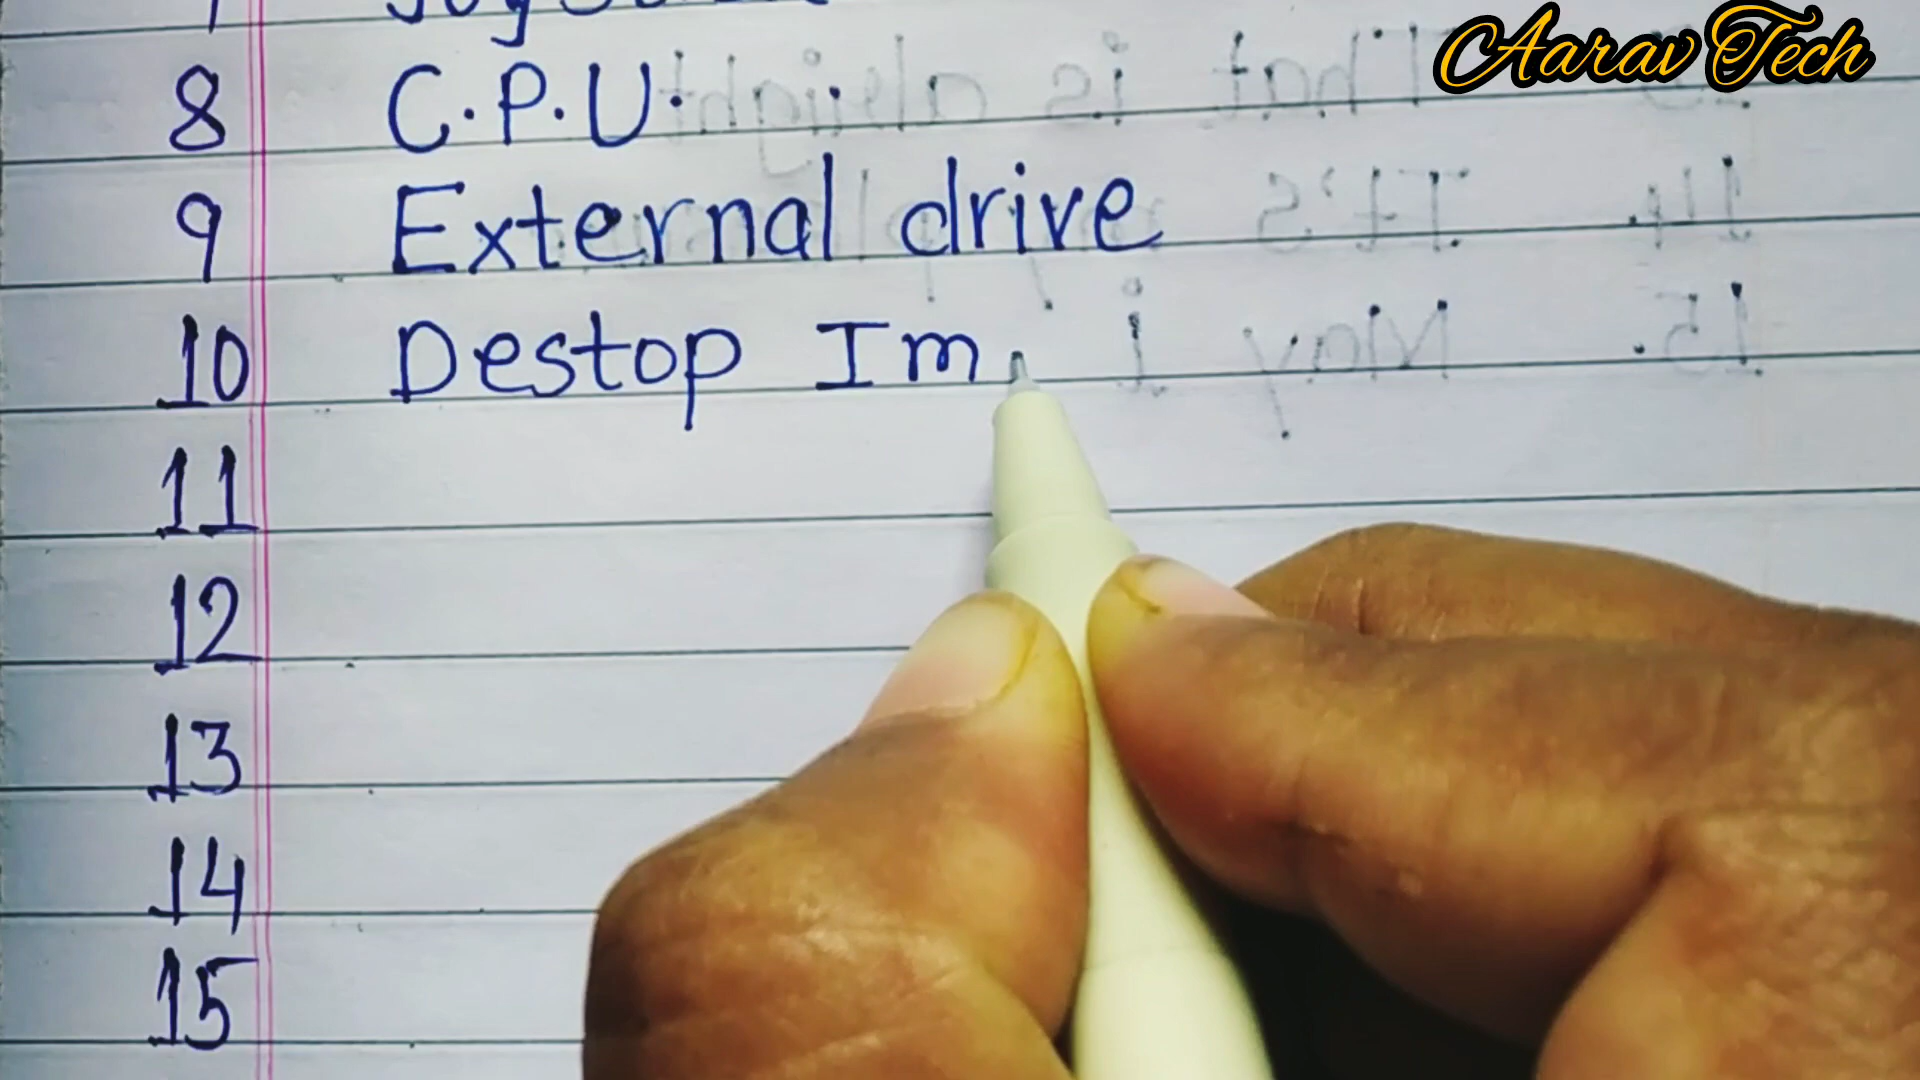 Aarav Tech
8 C.P.U.
9 External drive
10 Destop Im
11
12
13
14
15